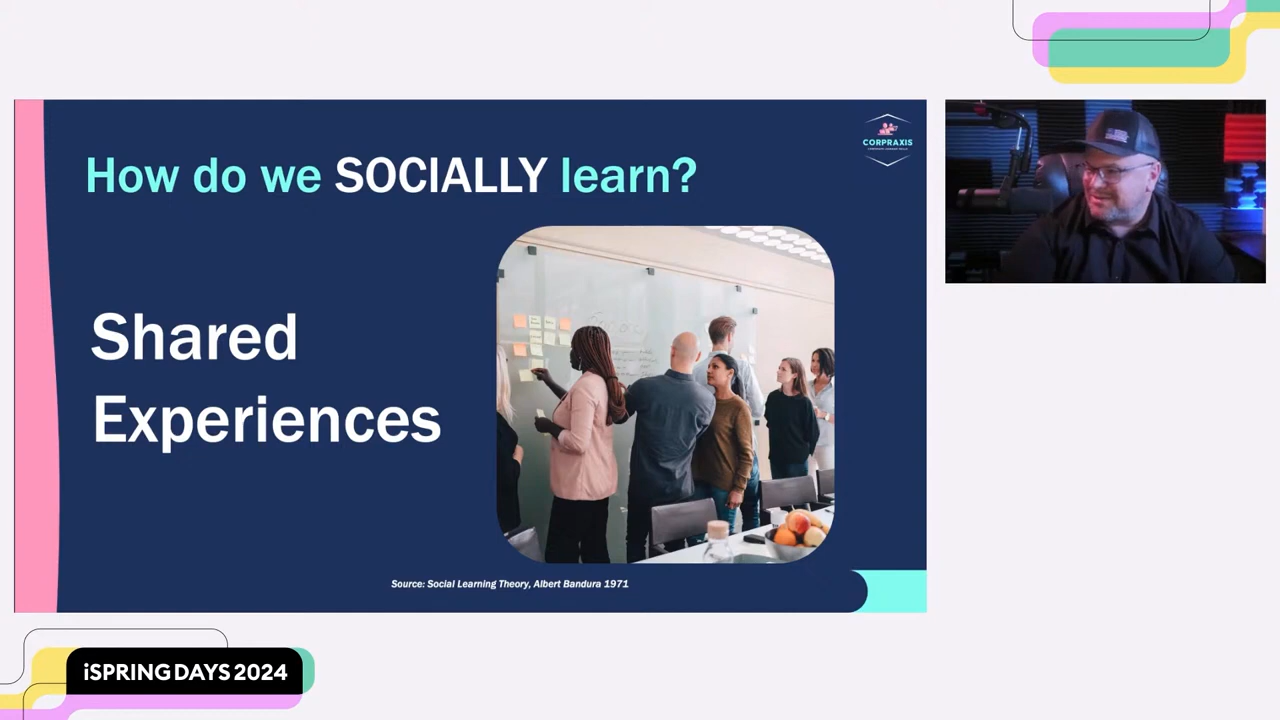 How do we SOCIALLY learn?
CORPRAXIS
Shared
Experiences
Source: Social Learning Theory, Albert Bandura 1971
iSPRING DAYS 2024